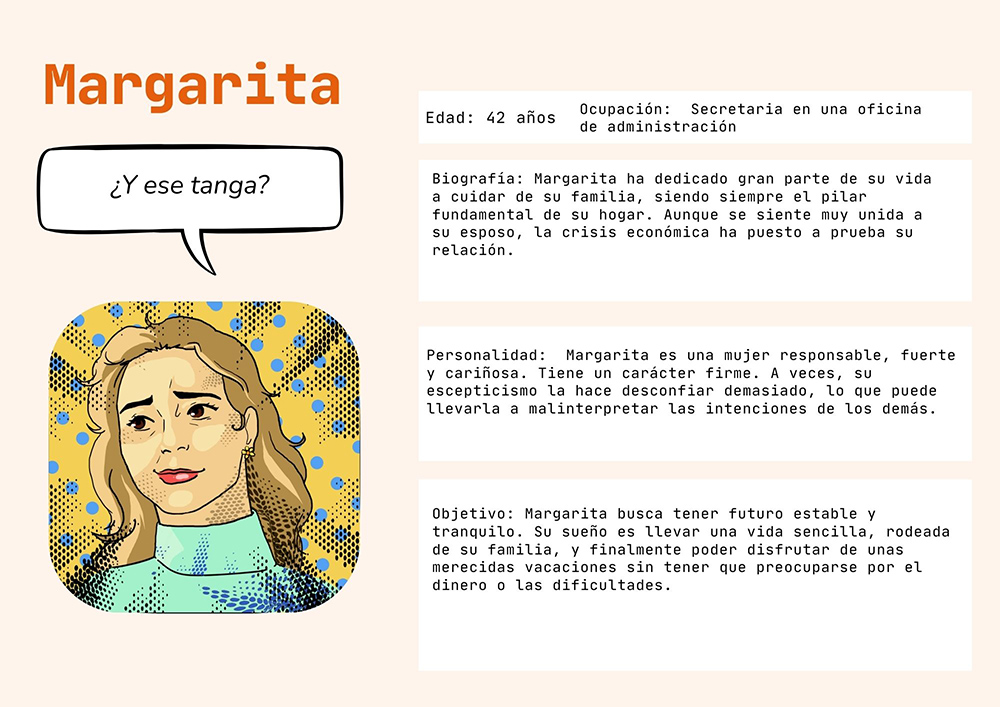 Margarita
¿Y ese tanga?
Edad: 42 años
Ocupación: Secretaria en una oficina
de administración
Biografía: Margarita ha dedicado gran parte de su vida
a cuidar de su familia, siendo siempre el pilar
fundamental de su hogar. Aunque se siente muy unida a
su esposo, la crisis económica ha puesto a prueba su
relación.
Personalidad: Margarita es una mujer responsable, fuerte
y cariñosa. Tiene un carácter firme. A veces, su
escepticismo la hace desconfiar demasiado, lo que puede
llevarla a malinterpretar las intenciones de los demás.
Objetivo: Margarita busca tener futuro estable y
tranquilo. Su sueño es llevar una vida sencilla, rodeada
de su familia, y finalmente poder disfrutar de unas
merecidas vacaciones sin tener que preocuparse por el
dinero o las dificultades.